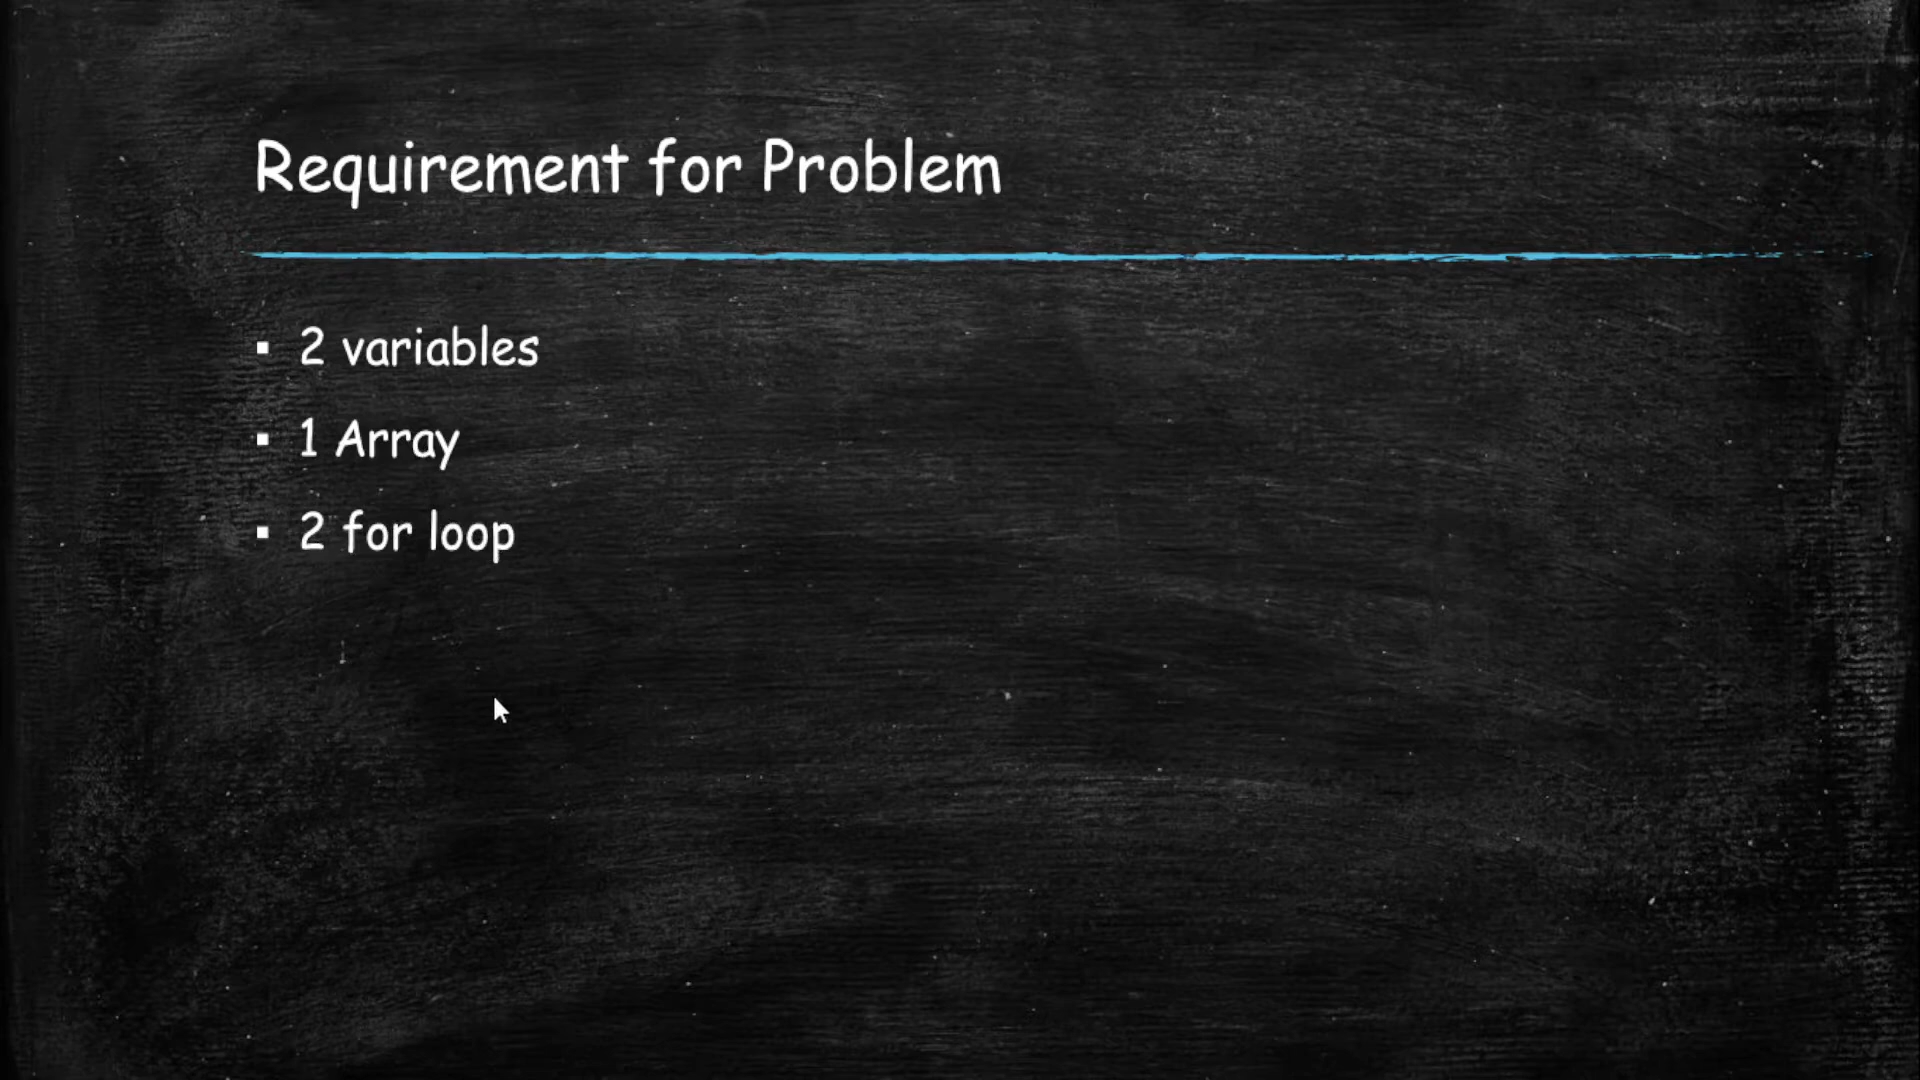 Requirement for Problem
▪ 2 variables
▪ 1 Array
▪ 2 for loop